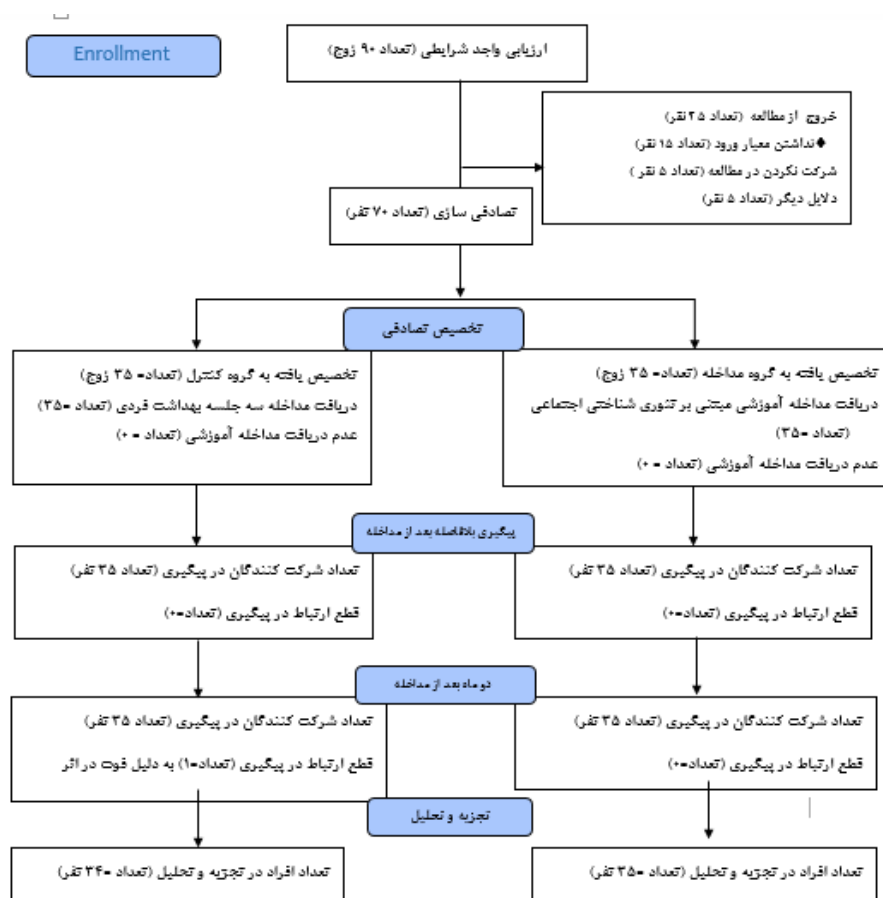 Enrollment
ارزیابی واجد شرایطی (تعداد ۹۰ زوج)
خروج از مطالعه (تعداد ۲۵ نفر)
♦نداشتن معیار ورود (تعداد ۱۵ نفر)
شرکت نکردن در مطالعه (تعداد ۵ نفر )
دلایل دیگر (تعداد ۵ نفر)
تصادفی سازی (تعداد ۷۰ نفر)
تخصیص تصادفی
تخصیص یافته به گروه مداخله (تعداد= ۳۵ زوج)
دریافت مداخله آموزشی مبتنی بر تئوری شناختی اجتماعی
(تعداد =۳۵)
عدم دریافت مداخله آموزشی (تعداد = ۰)
تخصیص یافته به گروه کنترل (تعداد= ۳۵ زوج)
دریافت مداخله سه جلسه بهداشت فردی (تعداد =۳۵)
عدم دریافت مداخله آموزشی (تعداد = ۰)
پیگیری بلافاصله بعد از مداخله
تعداد شرکت کنندگان در پیگیری (تعداد ۳۵ نفر)
قطع ارتباط در پیگیری (تعداد=۰)
تعداد شرکت کنندگان در پیگیری (تعداد ۳۵ نفر)
قطع ارتباط در پیگیری (تعداد=۰)
دو ماه بعد از مداخله
تعداد شرکت کنندگان در پیگیری (تعداد ۳۵ نفر)
قطع ارتباط در پیگیری (تعداد=۰)
تعداد شرکت کنندگان در پیگیری (تعداد ۳۵ نفر)
قطع ارتباط در پیگیری (تعداد=۱) به دلیل فوت در اثر
تجزیه و تحلیل
تعداد افراد در تجزیه و تحلیل (تعداد =۳۵ نفر)
تعداد افراد در تجزیه و تحلیل (تعداد =۳۴ نفر)